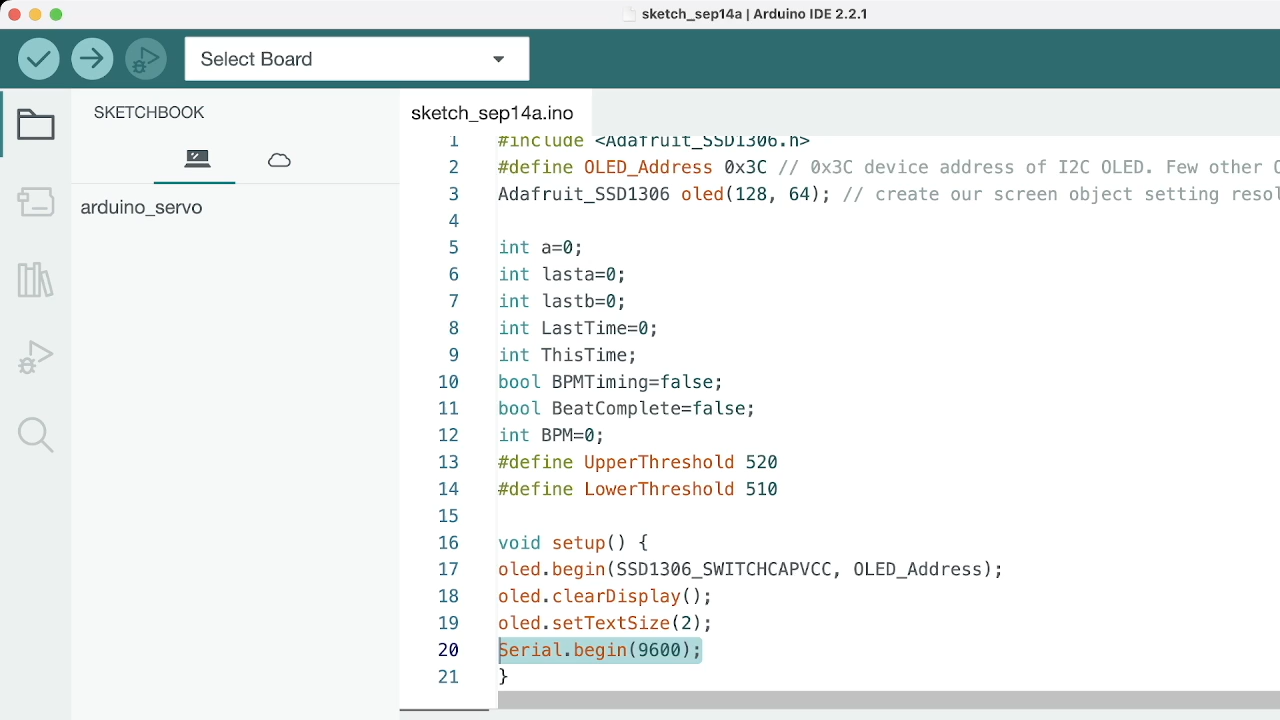 sketch_sep14a | Arduino IDE 2.2.1
Select Board
SKETCHBOOK
arduino_servo
sketch_sep14a.ino
1 #include <Adafruit_SSD1306.h>
2 #define OLED_Address 0x3C // 0x3C device address of I2C OLED. Few other
3 Adafruit_SSD1306 oled(128, 64); // create our screen object setting resol
4
5 int a=0;
6 int lasta=0;
7 int lastb=0;
8 int LastTime=0;
9 int ThisTime;
10 bool BPMTiming=false;
11 bool BeatComplete=false;
12 int BPM=0;
13 #define UpperThreshold 520
14 #define LowerThreshold 510
15
16 void setup() {
17 oled.begin(SSD1306_SWITCHCAPVCC, OLED_Address);
18 oled.clearDisplay();
19 oled.setTextSize(2);
20 Serial.begin(9600);
21 }